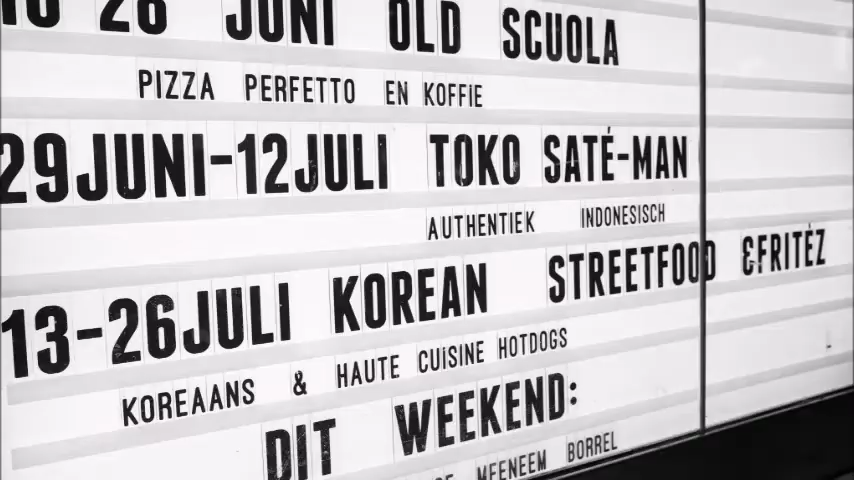 28 JUNI OLD SCUOLA
PIZZA PERFETTO EN KOFFIE
29JUNI-12JULI TOKO SATÉ-MAN
AUTHENTIEK INDONESISCH
13-26JULI KOREAN STREETFOOD &FRITÉZ
KOREAANS & HAUTE CUISINE HOTDOGS
DIT WEEKEND:
MEENEEM BORREL